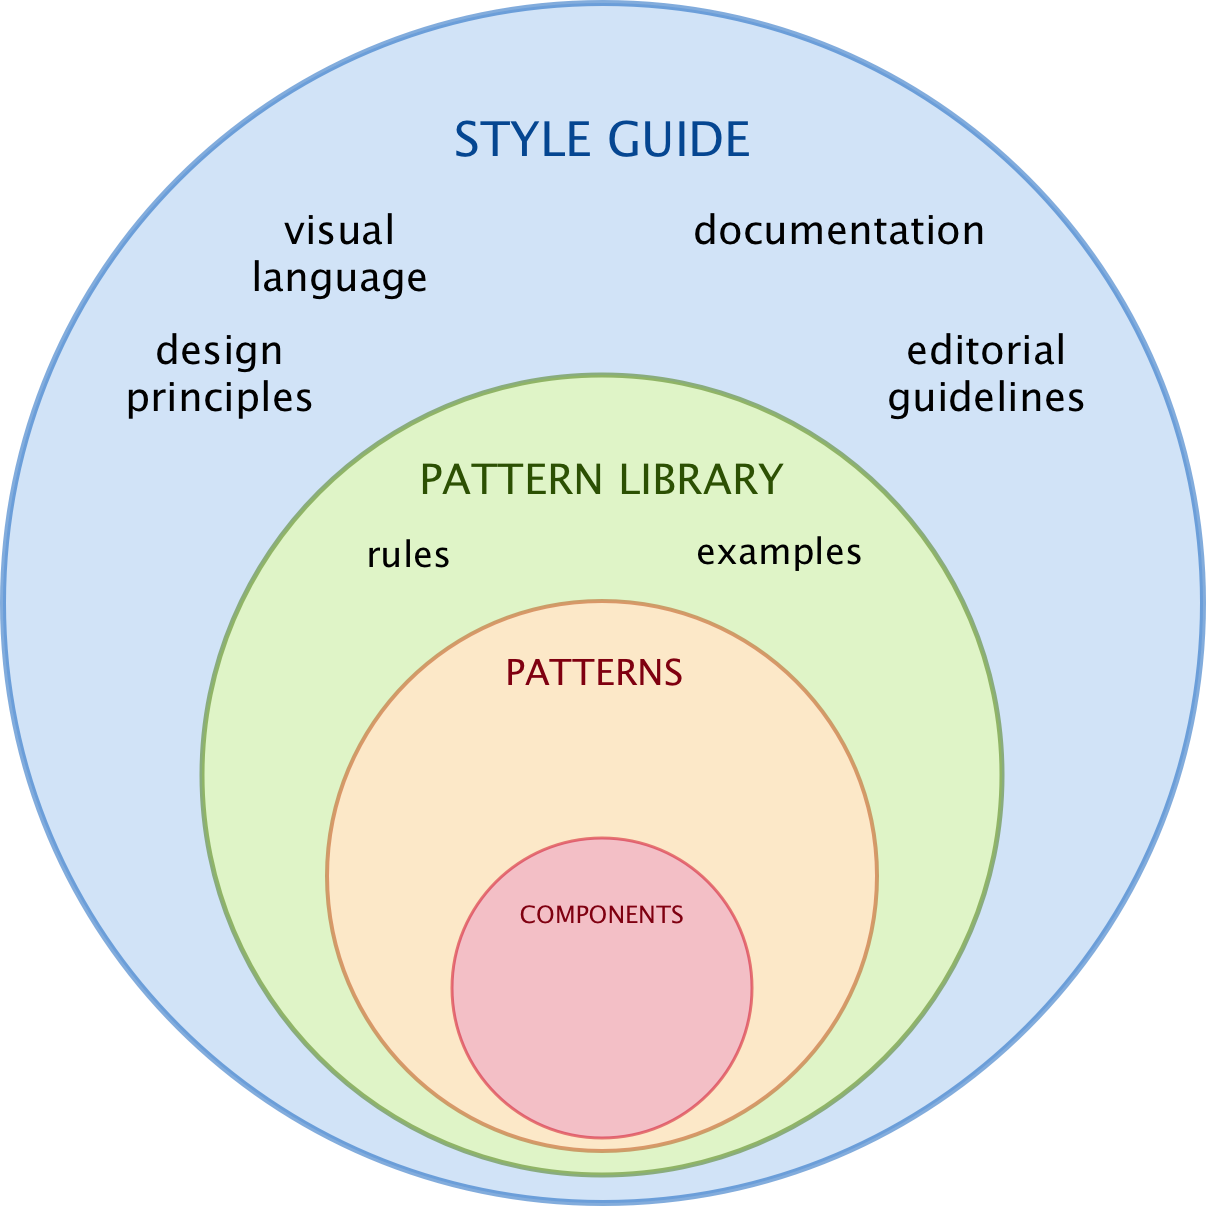 STYLE GUIDE
visual
language
documentation
design
principles
editorial
guidelines
PATTERN LIBRARY
rules
examples
PATTERNS
COMPONENTS